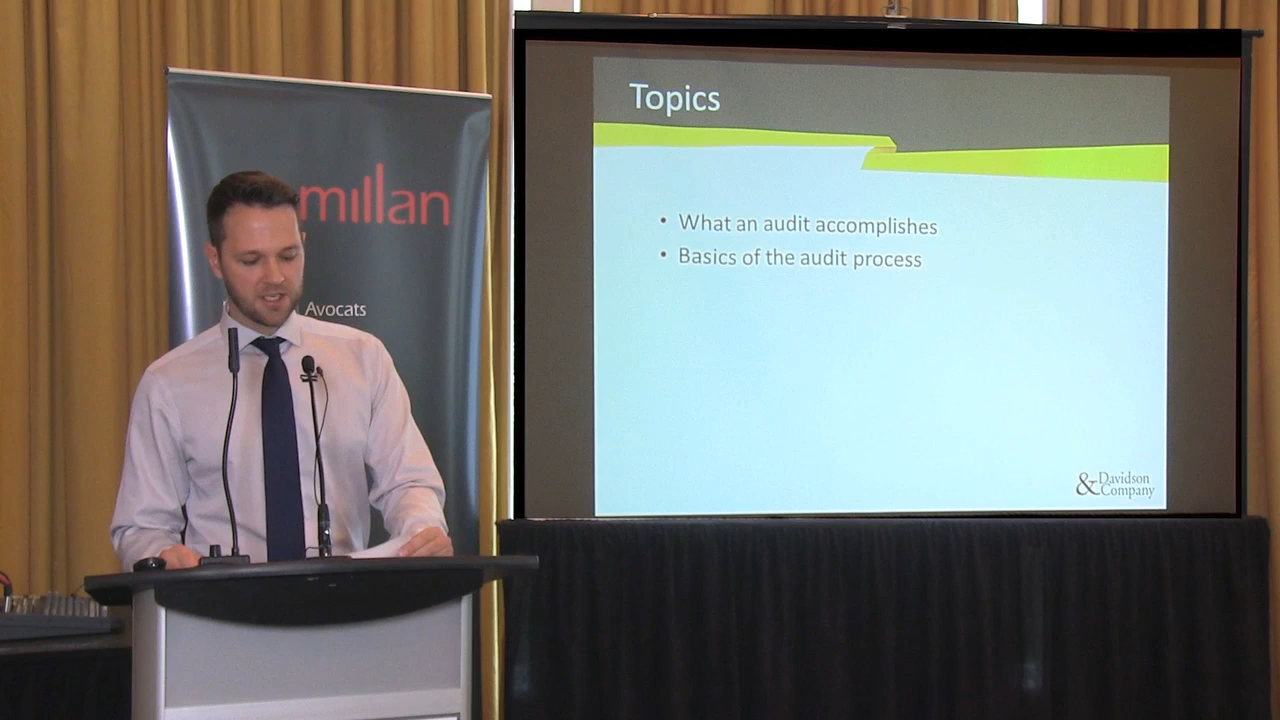 millan
Avocats
Topics
• What an audit accomplishes
• Basics of the audit process
& Davidson
Company